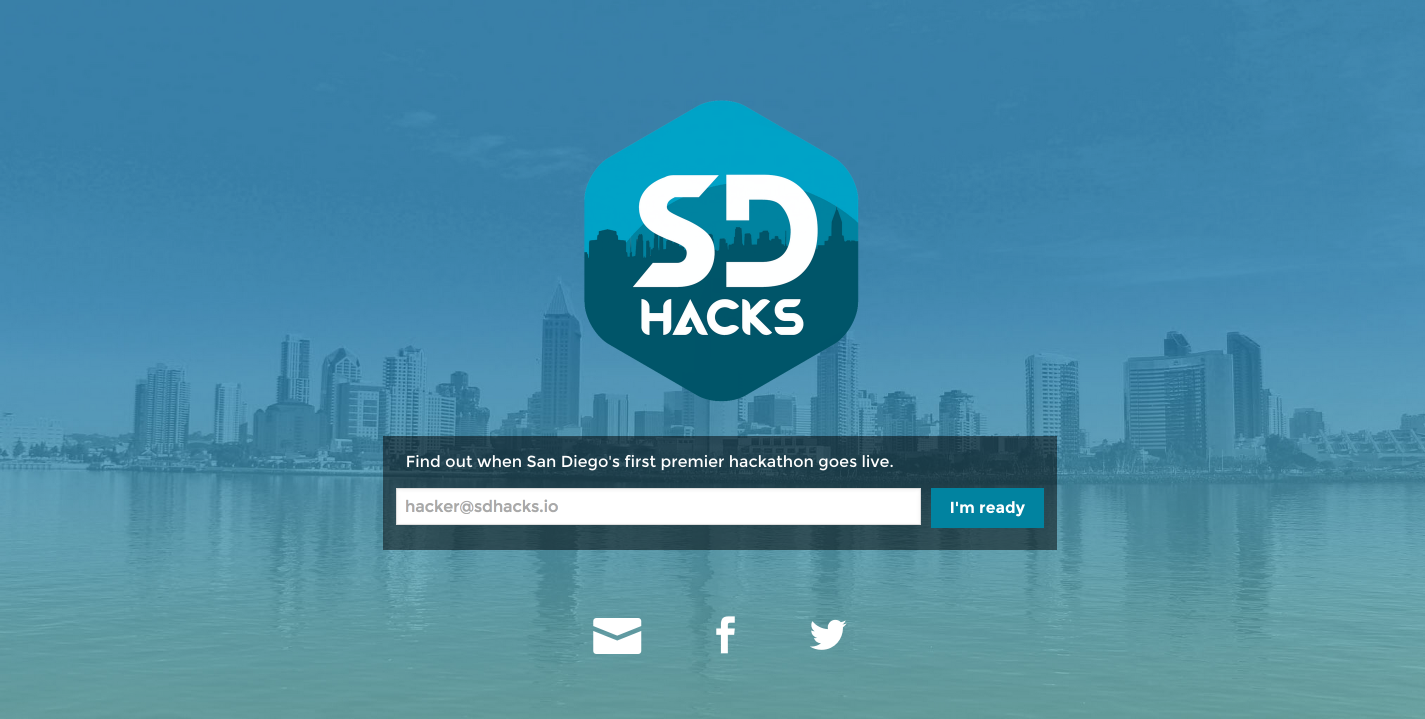 SD
HACKS
Find out when San Diego's first premier hackathon goes live.
hacker@sdhacks.io
I'm ready